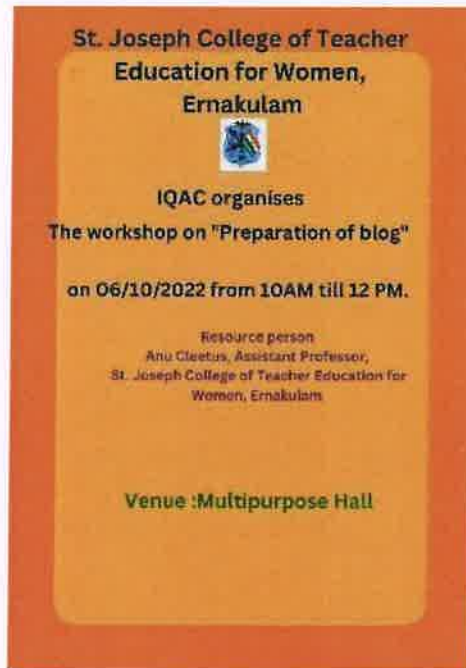 St. Joseph College of Teacher
Education for Women,
Ernakulam
IQAC organises
The workshop on "Preparation of blog"
on 06/10/2022 from 10AM till 12 PM.
Resource person
Anu Cleetus, Assistant Professor,
St. Joseph College of Teacher Education for
Women, Ernakulam
Venue :Multipurpose Hall